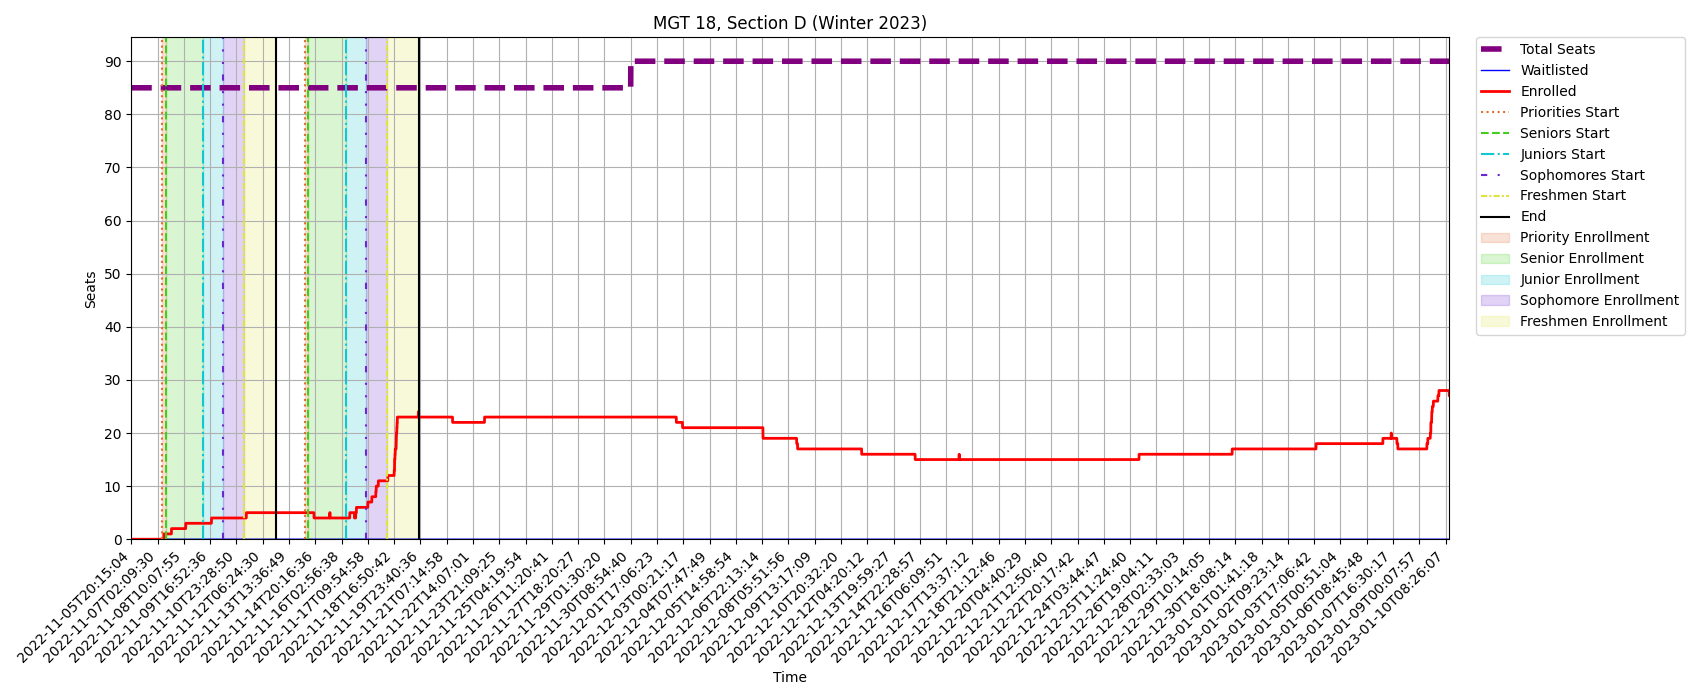 MGT 18, Section D (Winter 2023)
Seats
90
80
70
60
50
40
30
20
10
0
2022-11-05T20:15:04
2022-11-07T02:09:30
2022-11-08T10:07:55
2022-11-09T16:52:36
2022-11-10T23:28:50
2022-11-12T06:24:30
2022-11-13T13:36:49
2022-11-14T20:16:36
2022-11-16T02:56:38
2022-11-17T09:54:58
2022-11-18T16:50:42
2022-11-19T23:40:36
2022-11-21T07:14:58
2022-11-22T14:07:01
2022-11-23T21:09:25
2022-11-25T04:19:54
2022-11-26T11:20:41
2022-11-27T18:20:27
2022-11-29T01:30:20
2022-11-30T08:54:40
2022-12-01T17:06:23
2022-12-03T00:21:17
2022-12-04T07:47:49
2022-12-05T14:58:54
2022-12-06T22:13:14
2022-12-08T05:51:56
2022-12-09T13:17:09
2022-12-10T20:32:20
2022-12-12T04:20:12
2022-12-13T13:59:27
2022-12-14T22:28:57
2022-12-16T06:09:51
2022-12-17T13:37:12
2022-12-18T21:12:46
2022-12-20T04:40:29
2022-12-21T12:50:40
2022-12-22T20:17:42
2022-12-24T03:44:47
2022-12-25T11:24:40
2022-12-26T19:04:11
2022-12-28T02:33:03
2022-12-29T10:14:05
2022-12-30T18:08:14
2023-01-01T01:41:18
2023-01-02T09:23:14
2023-01-03T17:06:42
2023-01-05T00:51:04
2023-01-06T08:45:48
2023-01-07T16:30:17
2023-01-09T00:07:57
2023-01-10T08:26:07
Time
Total Seats
Waitlisted
Enrolled
Priorities Start
Seniors Start
Juniors Start
Sophomores Start
Freshmen Start
End
Priority Enrollment
Senior Enrollment
Junior Enrollment
Sophomore Enrollment
Freshmen Enrollment